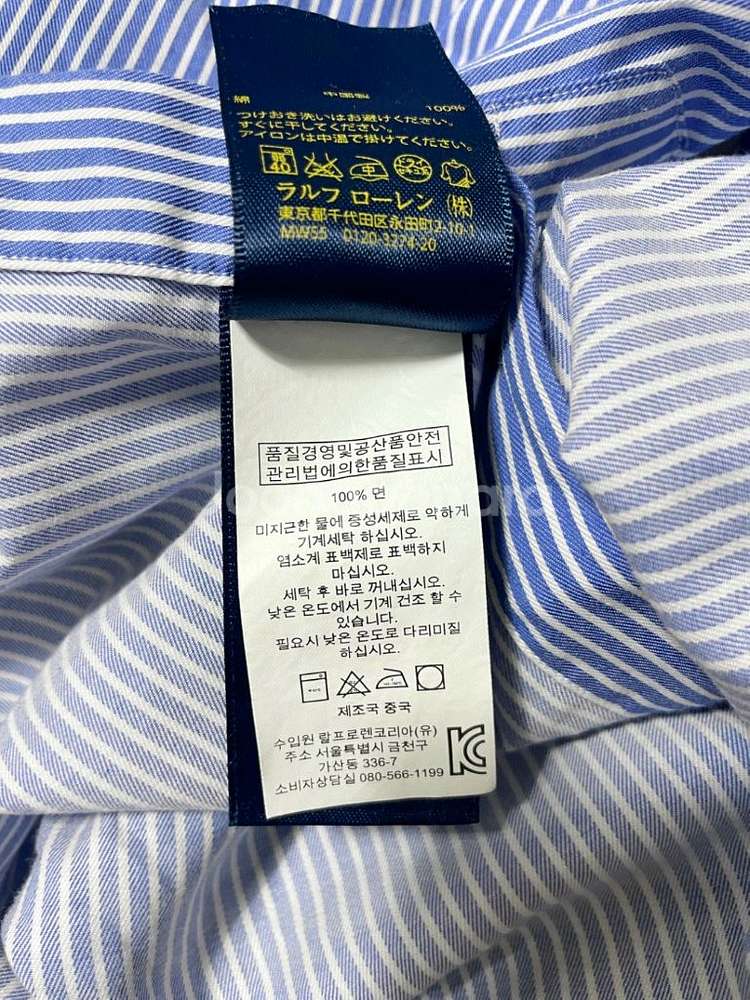 綿 100%
つけおき洗いはお避けください。
すぐに干してください。
アイロンは中温で掛けてください。
弱
40
中
ドライ
セキユ系
ラルフ ローレン (株)
東京都千代田区永田町2-10-1
MW55 0120-3274-20
품질경영및공산품안전
관리법에의한품질표시
100% 면
미지근한 물에 중성세제로 약하게
기계세탁 하십시오.
염소계 표백제로 표백하지
마십시오.
세탁 후 바로 꺼내십시오.
낮은 온도에서 기계 건조 할 수
있습니다.
필요시 낮은 온도로 다리미질
하십시오.
제조국 중국
수입원 랄프로렌코리아(유)
주소 서울특별시 금천구
가산동 336-7
소비자상담실 080-566-1199